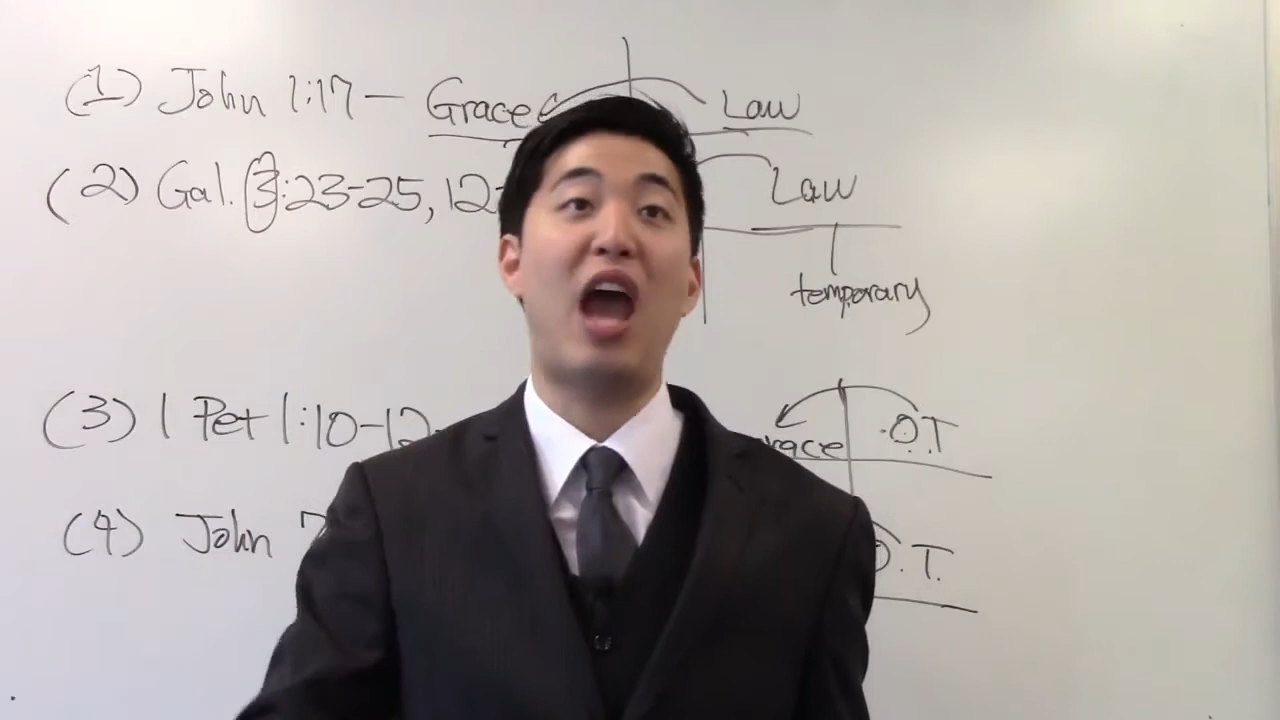 (1) John 1:17 — Grace Law
(2) Gal. 3:23-25, 12- Law
temporary
(3) 1 Pet 1:10-12 O.T
(4) John 7 O.T.